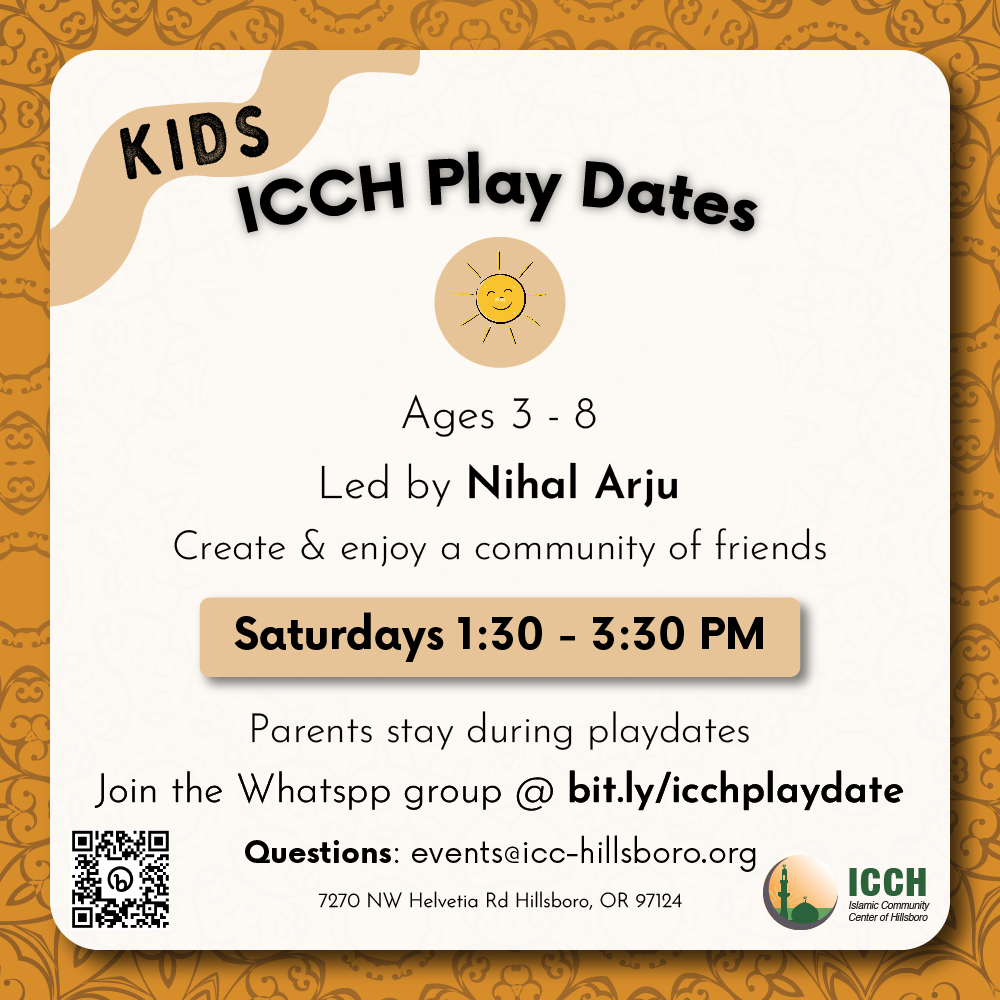 KIDS
ICCH Play Dates
Ages 3 - 8
Led by Nihal Arju
Create & enjoy a community of friends
Saturdays 1:30 - 3:30 PM
Parents stay during playdates
Join the Whatspp group @ bit.ly/icchplaydate
Questions: events@icc-hillsboro.org
7270 NW Helvetia Rd Hillsboro, OR 97124
ICCH
Islamic Community
Center of Hillsboro